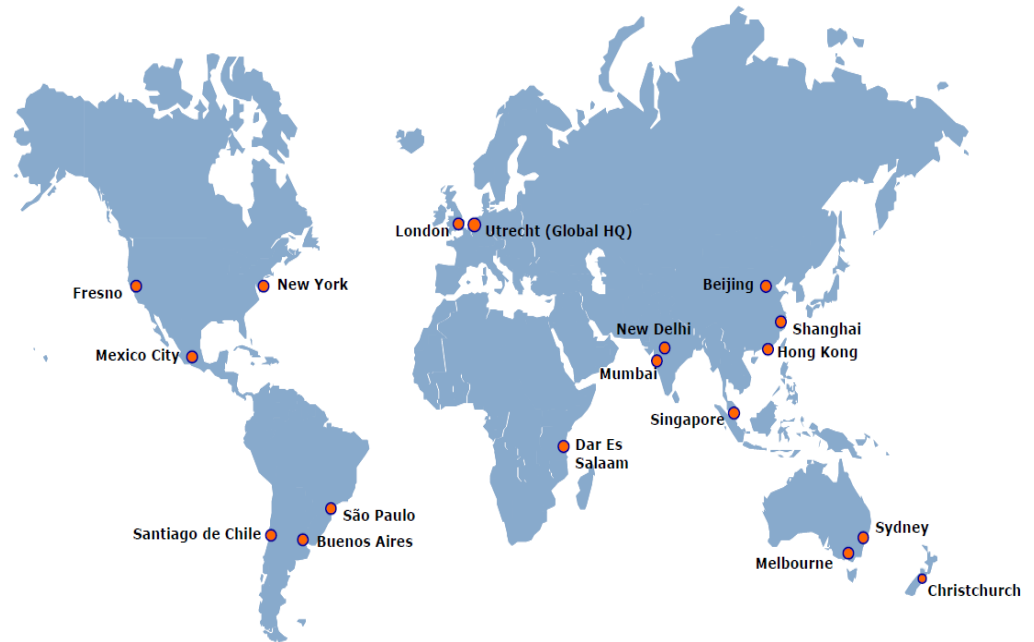 London
Utrecht (Global HQ)
Fresno
New York
Beijing
Shanghai
New Delhi
Hong Kong
Mexico City
Mumbai
Singapore
Dar Es
Salaam
São Paulo
Santiago de Chile
Buenos Aires
Sydney
Melbourne
Christchurch